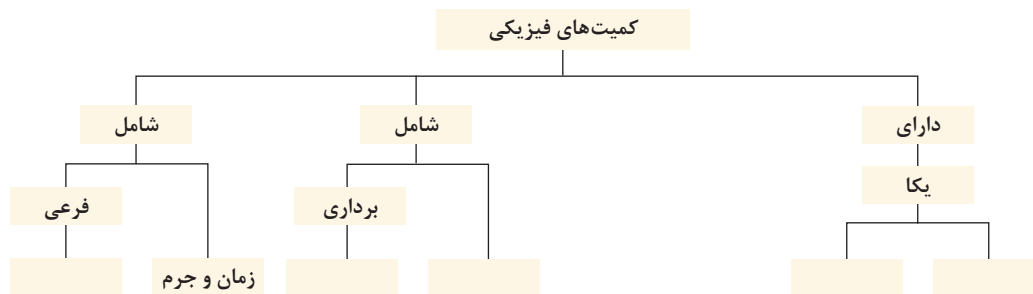 کمیت‌های فیزیکی
دارای
شامل
شامل
یکا
برداری
فرعی
زمان و جرم